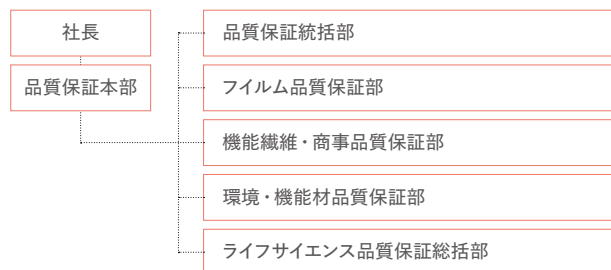 社長
品質保証本部
品質保証統括部
フイルム品質保証部
機能繊維・商事品質保証部
環境・機能材品質保証部
ライフサイエンス品質保証総括部